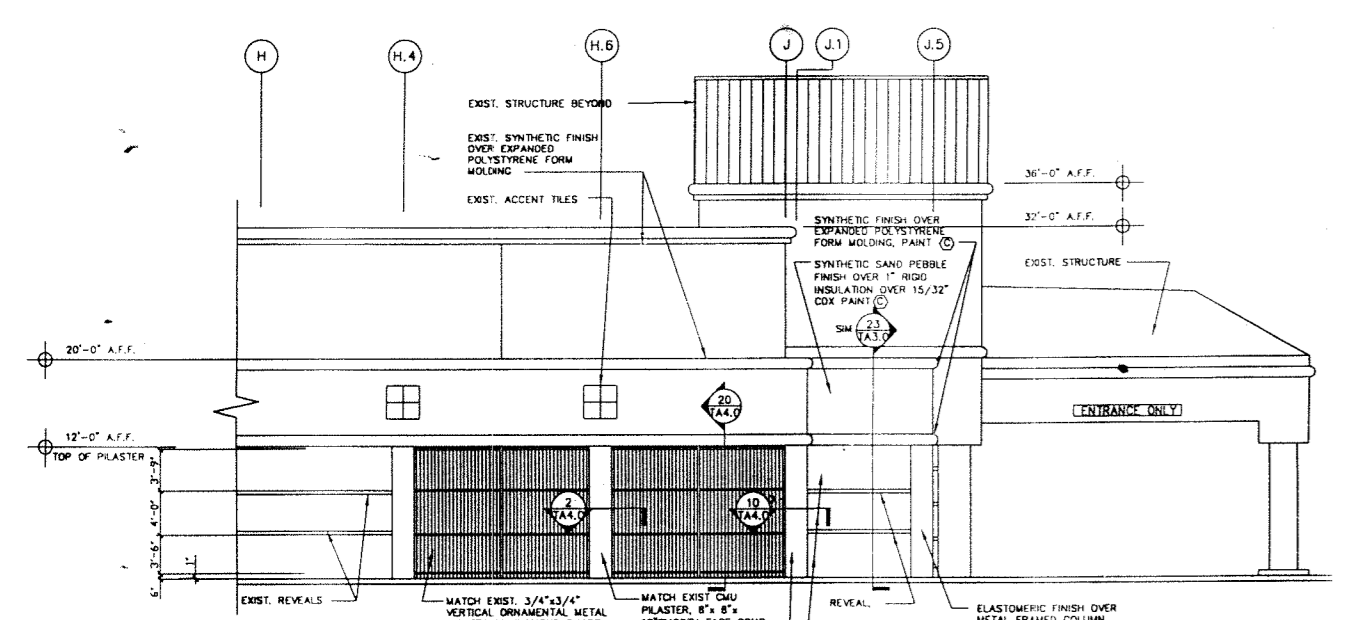 H
H.4
H.6
J
J.1
J.5
EXIST. STRUCTURE BEYOND
EXIST. SYNTHETIC FINISH
OVER EXPANDED
POLYSTYRENE FORM
MOLDING
EXIST. ACCENT TILES
36'-0" A.F.F.
32'-0" A.F.F.
SYNTHETIC FINISH OVER
EXPANDED POLYSTYRENE
FORM MOLDING, PAINT C
SYNTHETIC SAND PEBBLE
FINISH OVER 1" RIGID
INSULATION OVER 15/32"
CDX PAINT C
EXIST. STRUCTURE
SIM
23
TA3.0
20'-0" A.F.F.
20
TA4.0
ENTRANCE ONLY
12'-0" A.F.F.
TOP OF PILASTER
3'-9"
4'-0"
3'-6"
6"
1"
2
TA4.0
10
TA4.0
EXIST. REVEALS
MATCH EXIST. 3/4"x3/4"
VERTICAL ORNAMENTAL METAL
MATCH EXIST CMU
PILASTER, 8"x 8"x
REVEAL,
ELASTOMERIC FINISH OVER
METAL FRAMED COLUMN